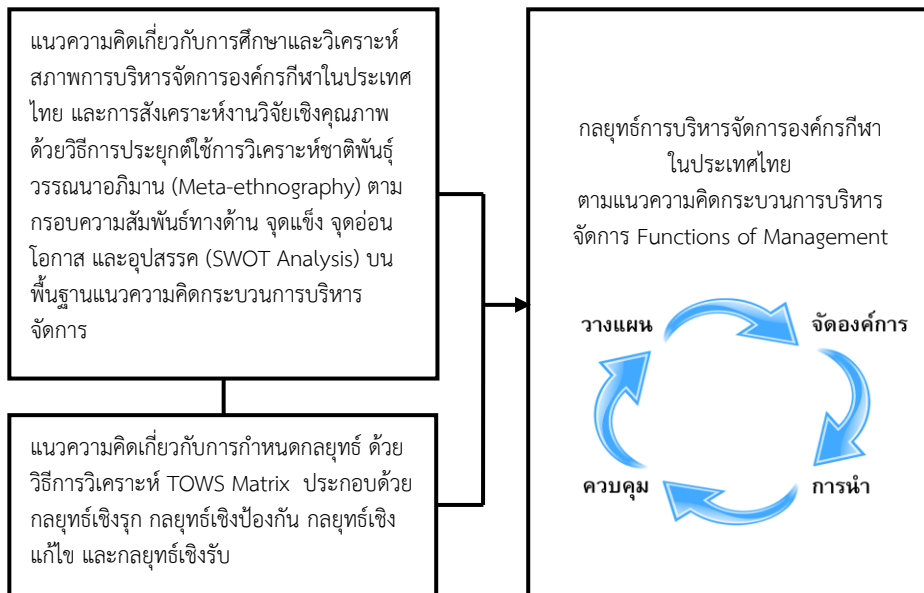 แนวความคิดเกี่ยวกับการศึกษาและวิเคราะห์
สภาพการบริหารจัดการองค์กรกีฬาในประเทศ
ไทย และการสังเคราะห์งานวิจัยเชิงคุณภาพ
ด้วยวิธีการประยุกต์ใช้การวิเคราะห์ชาติพันธุ์
วรรณนาอภิมาน (Meta-ethnography) ตาม
กรอบความสัมพันธ์ทางด้าน จุดแข็ง จุดอ่อน
โอกาส และอุปสรรค (SWOT Analysis) บน
พื้นฐานแนวความคิดกระบวนการบริหาร
จัดการ
แนวความคิดเกี่ยวกับการกำหนดกลยุทธ์ ด้วย
วิธีการวิเคราะห์ TOWS Matrix ประกอบด้วย
กลยุทธ์เชิงรุก กลยุทธ์เชิงป้องกัน กลยุทธ์เชิง
แก้ไข และกลยุทธ์เชิงรับ
กลยุทธ์การบริหารจัดการองค์กรกีฬา
ในประเทศไทย
ตามแนวความคิดกระบวนการบริหาร
จัดการ Functions of Management
วางแผน
จัดองค์การ
ควบคุม
การนำ